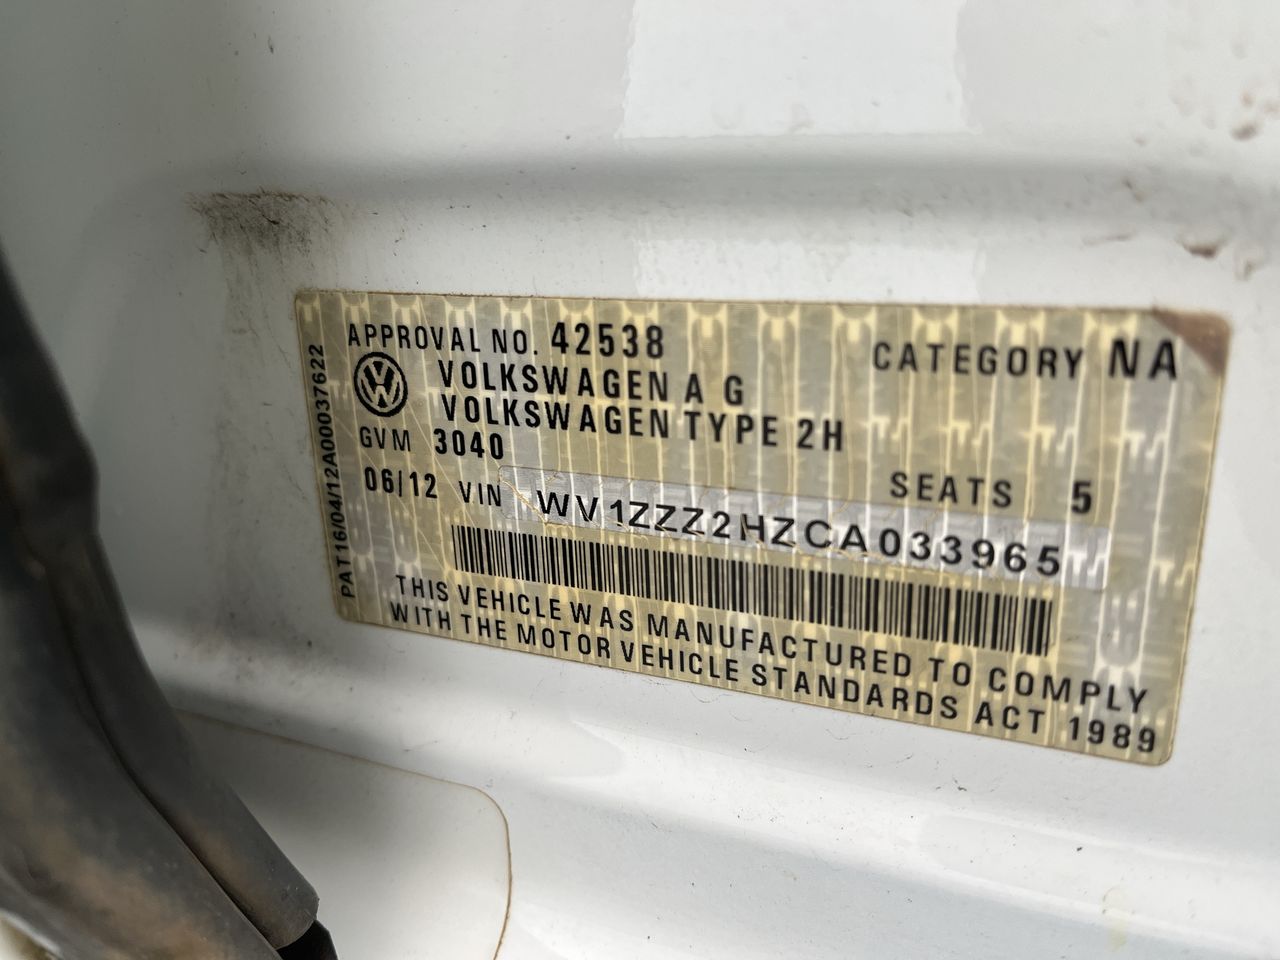 APPROVAL NO. 42538
CATEGORY NA
VOLKSWAGEN A G
VOLKSWAGEN TYPE 2H
GVM 3040
SEATS 5
06/12 VIN WV1ZZZ2HZCA033965
THIS VEHICLE WAS MANUFACTURED TO COMPLY
WITH THE MOTOR VEHICLE STANDARDS ACT 1989
PAT16/04/12A00037622